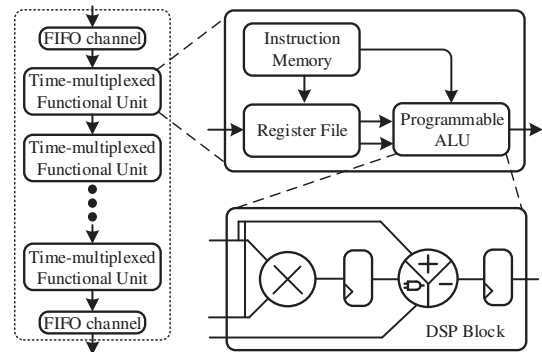 FIFO channel
Time-multiplexed
Functional Unit
Time-multiplexed
Functional Unit
Time-multiplexed
Functional Unit
FIFO channel
Instruction
Memory
Register File
Programmable
ALU
DSP Block